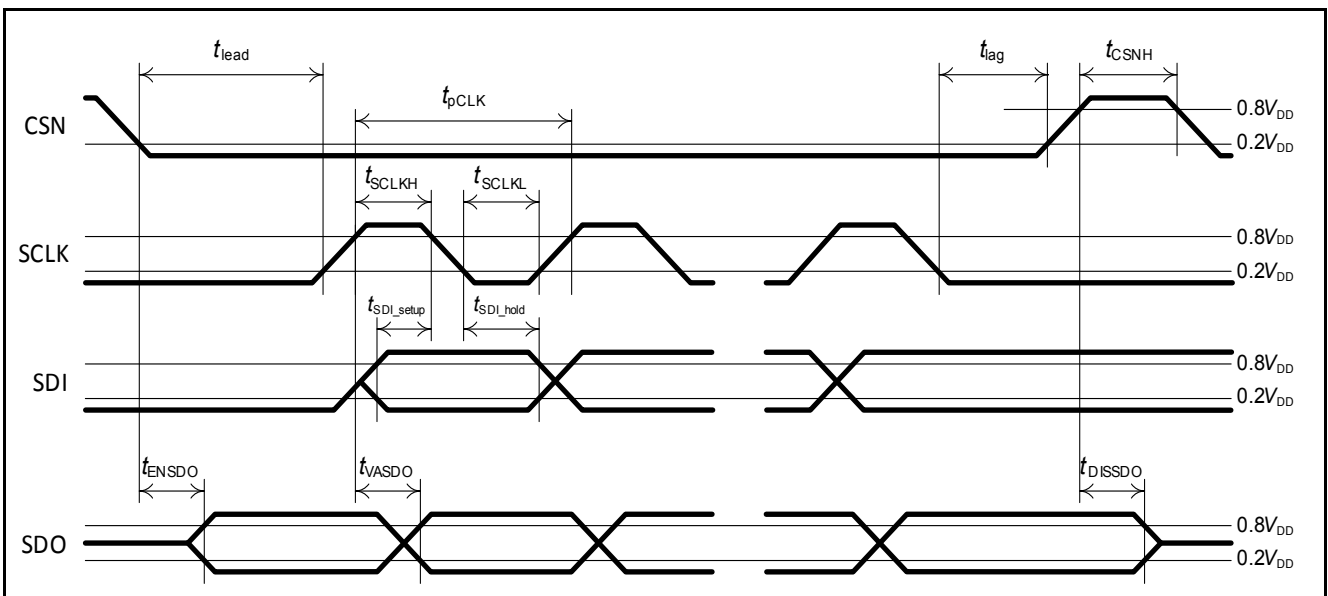 tlead
tlag
tCSNH
tpCLK
CSN
0.8VDD
0.2VDD
tSCLKH
tSCLKL
SCLK
0.8VDD
0.2VDD
tSDI_setup
tSDI_hold
SDI
0.8VDD
0.2VDD
tENSDO
tVASDO
tDISSDO
SDO
0.8VDD
0.2VDD